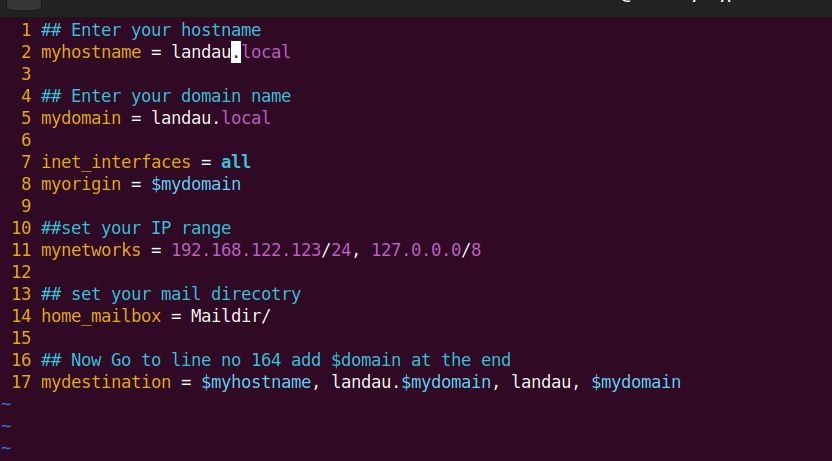 1 ## Enter your hostname
2 myhostname = landau.local
3
4 ## Enter your domain name
5 mydomain = landau.local
6
7 inet_interfaces = all
8 myorigin = $mydomain
9
10 ##set your IP range
11 mynetworks = 192.168.122.123/24, 127.0.0.0/8
12
13 ## set your mail direcotry
14 home_mailbox = Maildir/
15
16 ## Now Go to line no 164 add $domain at the end
17 mydestination = $myhostname, landau.$mydomain, landau, $mydomain
~
~
~